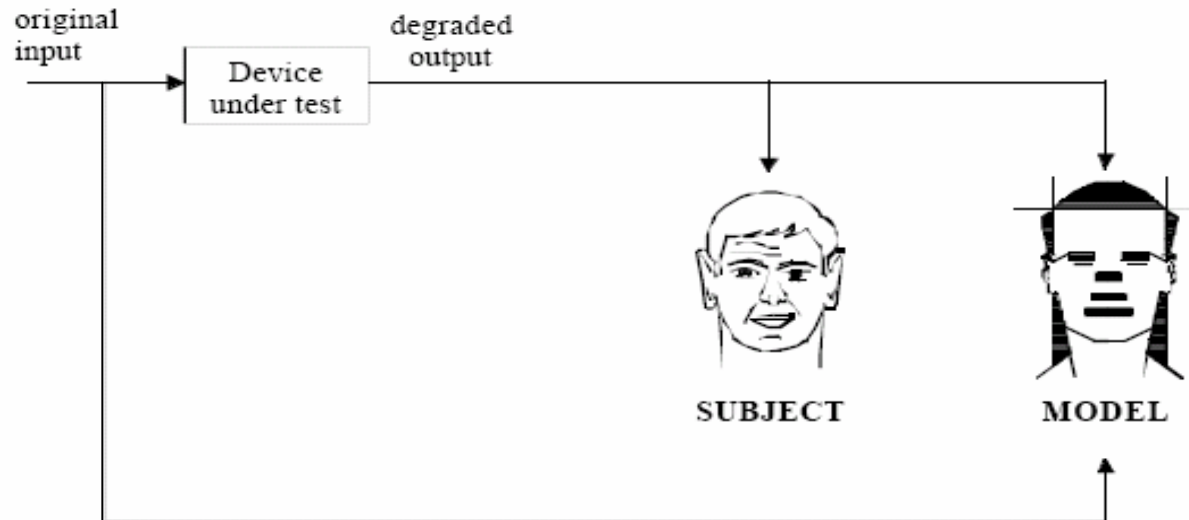 original
input
Device
under test
degraded
output
SUBJECT
MODEL